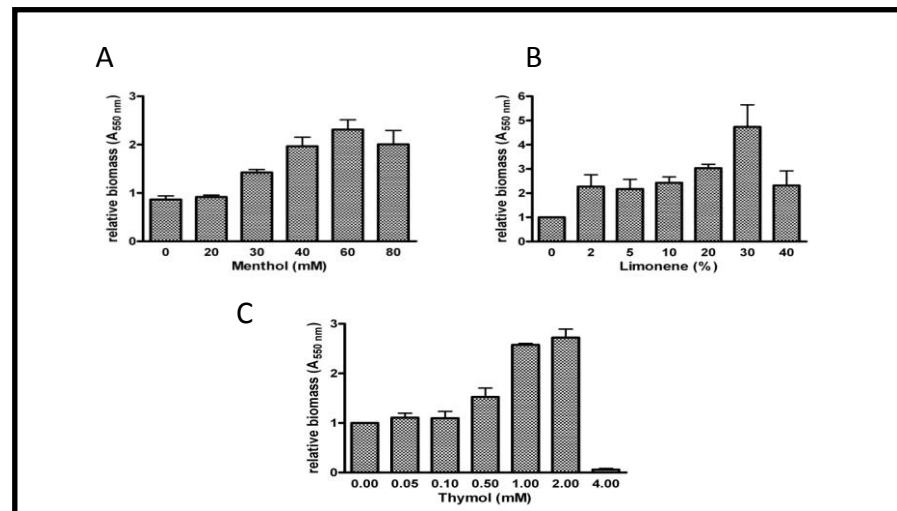 A
relative biomass (A550 nm)
3
2
1
0
0 20 30 40 60 80
Menthol (mM)
B
relative biomass (A550 nm)
6
5
4
3
2
1
0
0 2 5 10 20 30 40
Limonene (%)
C
relative biomass (A550 nm)
3
2
1
0
0.00 0.05 0.10 0.50 1.00 2.00 4.00
Thymol (mM)